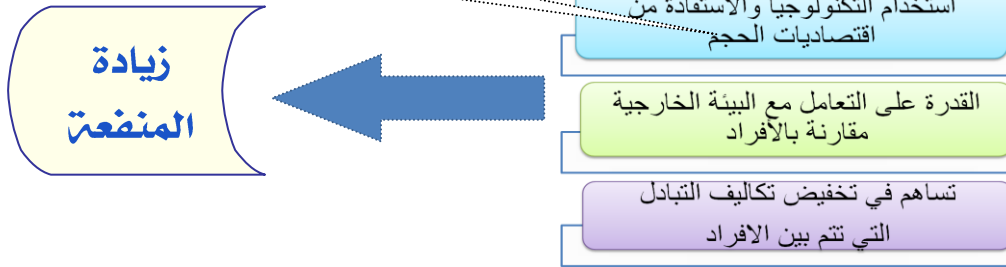 استخدام التكنولوجيا والاستفادة من
اقتصاديات الحجم
القدرة على التعامل مع البيئة الخارجية
مقارنة بالأفراد
تساهم في تخفيض تكاليف التبادل
التي تتم بين الافراد
زيادة
المنفعة